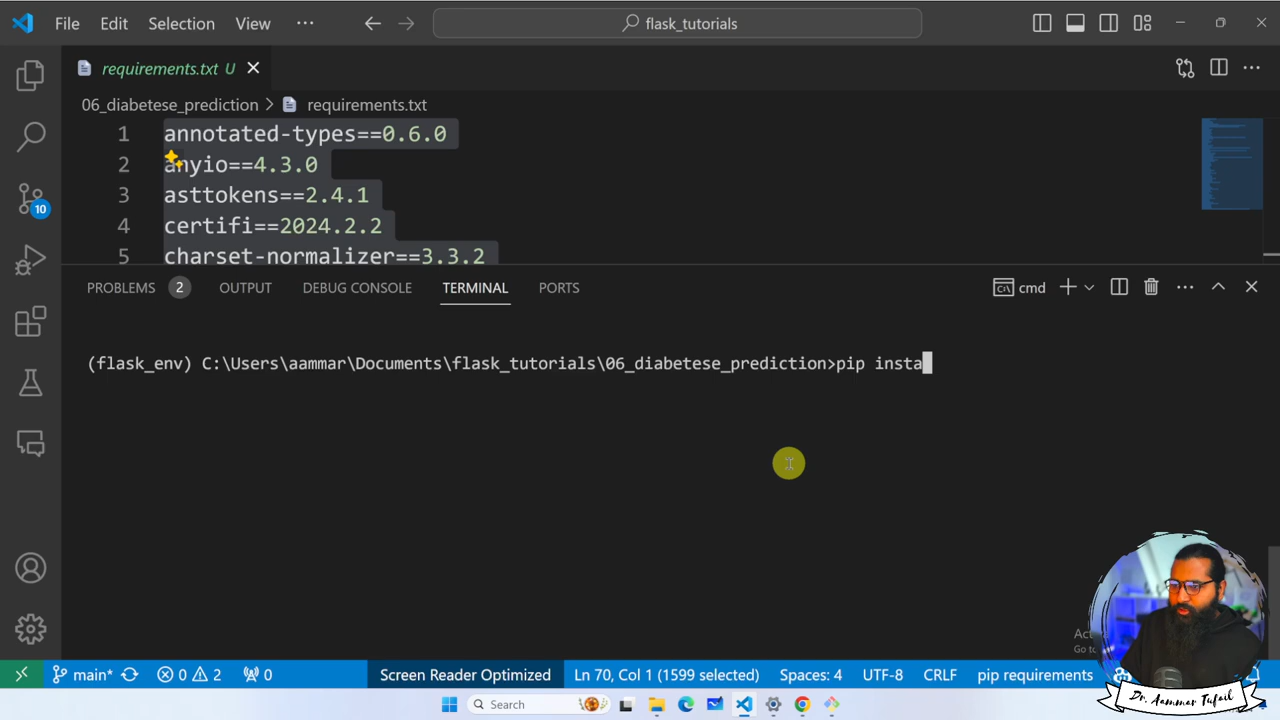 File Edit Selection View ··· flask_tutorials
requirements.txt U
06_diabetese_prediction > requirements.txt
1 annotated-types==0.6.0
2 anyio==4.3.0
3 asttokens==2.4.1
4 certifi==2024.2.2
5 charset-normalizer==3.3.2
10
PROBLEMS 2 OUTPUT DEBUG CONSOLE TERMINAL PORTS cmd
(flask_env) C:\Users\aammar\Documents\flask_tutorials\06_diabetese_prediction>pip insta
main* 0 2 0 Screen Reader Optimized Ln 70, Col 1 (1599 selected) Spaces: 4 UTF-8 CRLF pip requirements
Search
Dr. Aammar Tufail